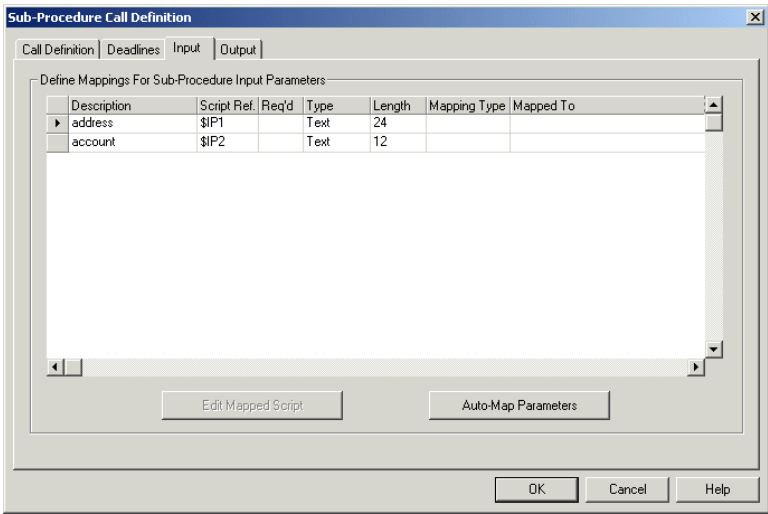 Sub-Procedure Call Definition
Call Definition Deadlines Input Output
Define Mappings For Sub-Procedure Input Parameters
Description Script Ref. Req'd Type Length Mapping Type Mapped To
address $IP1 Text 24
account $IP2 Text 12
Edit Mapped Script Auto-Map Parameters
OK Cancel Help